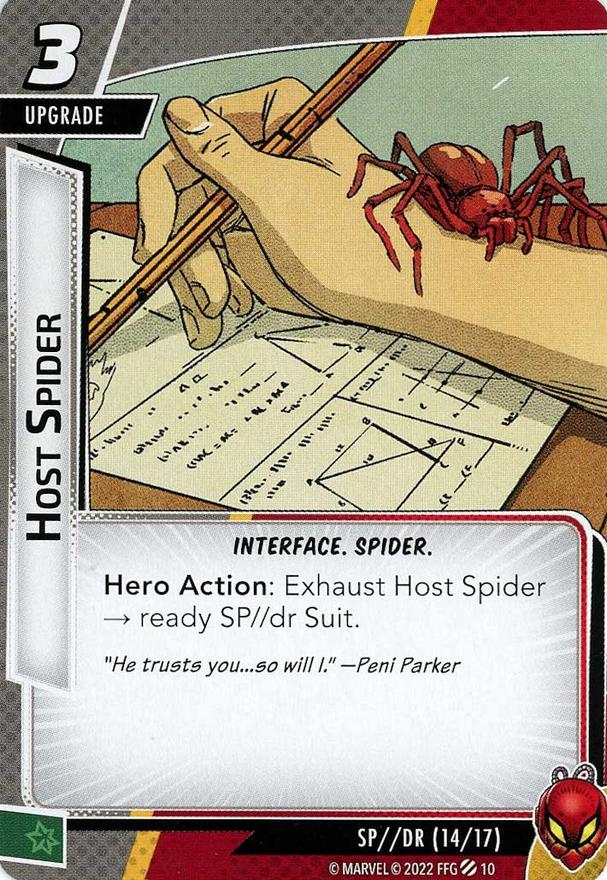 3
UPGRADE
HOST SPIDER
INTERFACE. SPIDER.
Hero Action: Exhaust Host Spider
→ ready SP//dr Suit.
"He trusts you...so will I." —Peni Parker
SP//DR (14/17)
© MARVEL © 2022 FFG 10